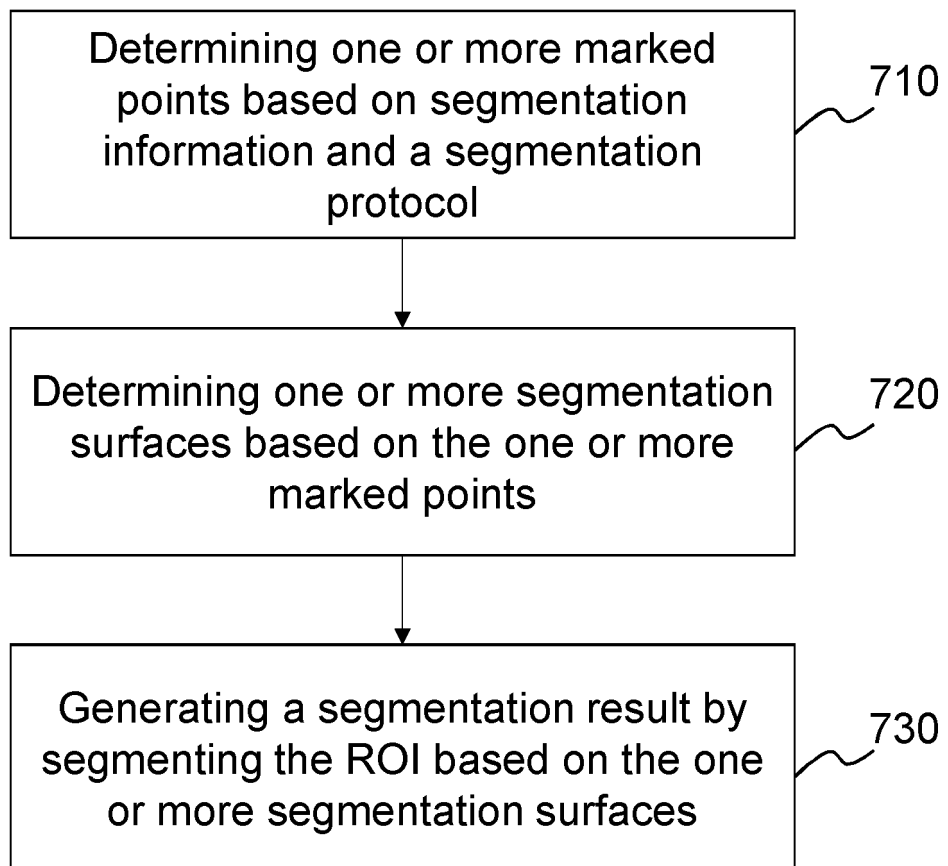 Determining one or more marked
points based on segmentation
information and a segmentation
protocol
710
Determining one or more segmentation
surfaces based on the one or more
marked points
720
Generating a segmentation result by
segmenting the ROI based on the one
or more segmentation surfaces
730